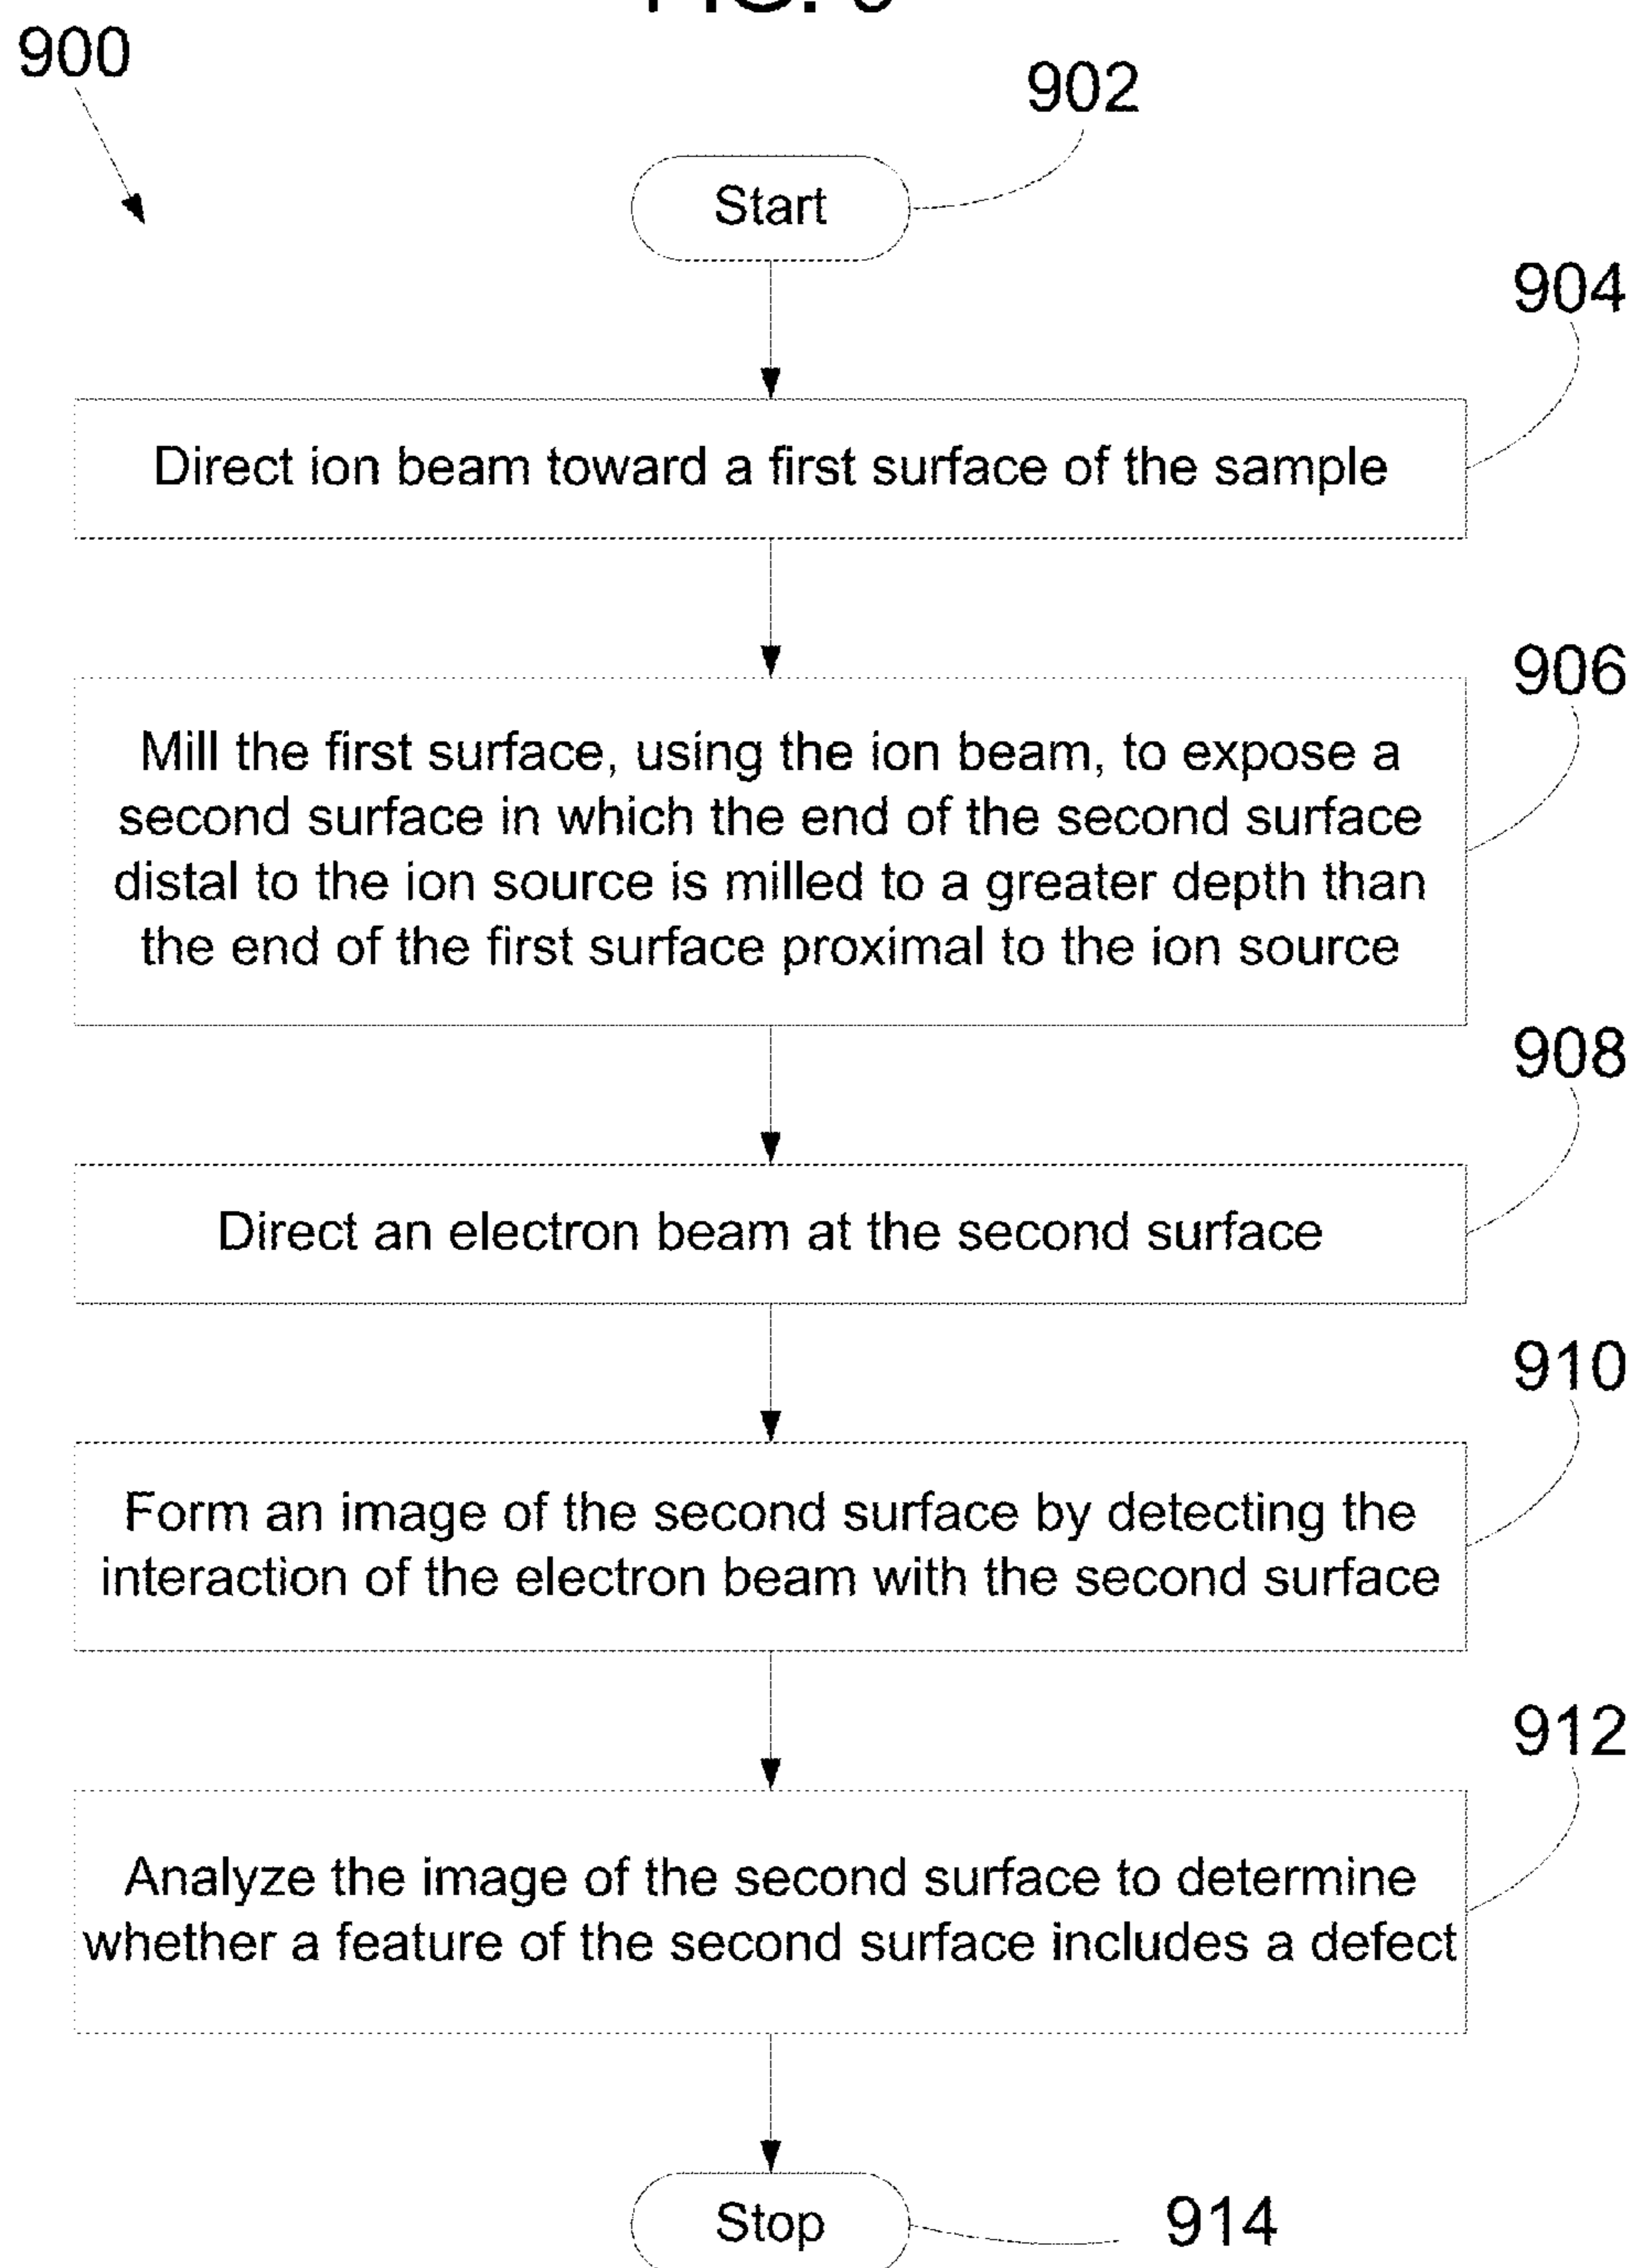 900
902
Start
904
Direct ion beam toward a first surface of the sample
906
Mill the first surface, using the ion beam, to expose a
second surface in which the end of the second surface
distal to the ion source is milled to a greater depth than
the end of the first surface proximal to the ion source
908
Direct an electron beam at the second surface
910
Form an image of the second surface by detecting the
interaction of the electron beam with the second surface
912
Analyze the image of the second surface to determine
whether a feature of the second surface includes a defect
Stop
914